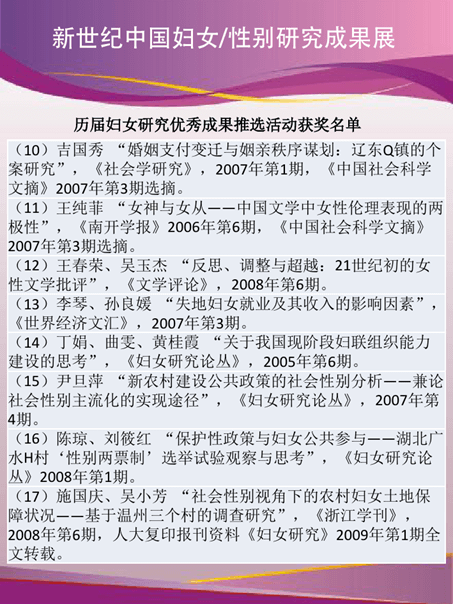 新世纪中国妇女/性别研究成果展
历届妇女研究优秀成果推选活动获奖名单
（10）吉国秀 “婚姻支付变迁与姻亲秩序谋划：辽东Q镇的个
案研究”，《社会学研究》，2007年第1期，《中国社会科学
文摘》2007年第3期选摘。
（11）王纯菲 “女神与女从——中国文学中女性伦理表现的两
极性”，《南开学报》2006年第6期，《中国社会科学文摘》
2007年第3期选摘。
（12）王春荣、吴玉杰 “反思、调整与超越：21世纪初的女
性文学批评”，《文学评论》，2008年第6期。
（13）李琴、孙良媛 “失地妇女就业及其收入的影响因素”，
《世界经济文汇》，2007年第3期。
（14）丁娟、曲雯、黄桂霞 “关于我国现阶段妇联组织能力
建设的思考”，《妇女研究论丛》，2005年第6期。
（15）尹旦萍 “新农村建设公共政策的社会性别分析——兼论
社会性别主流化的实现途径”，《妇女研究论丛》，2007年第
4期。
（16）陈琼、刘筱红 “保护性政策与妇女公共参与——湖北广
水H村‘性别两票制’选举试验观察与思考”，《妇女研究论
丛》2008年第1期。
（17）施国庆、吴小芳 “社会性别视角下的农村妇女土地保
障状况——基于温州三个村的调查研究”，《浙江学刊》，
2008年第6期，人大复印报刊资料《妇女研究》2009年第1期全
文转载。